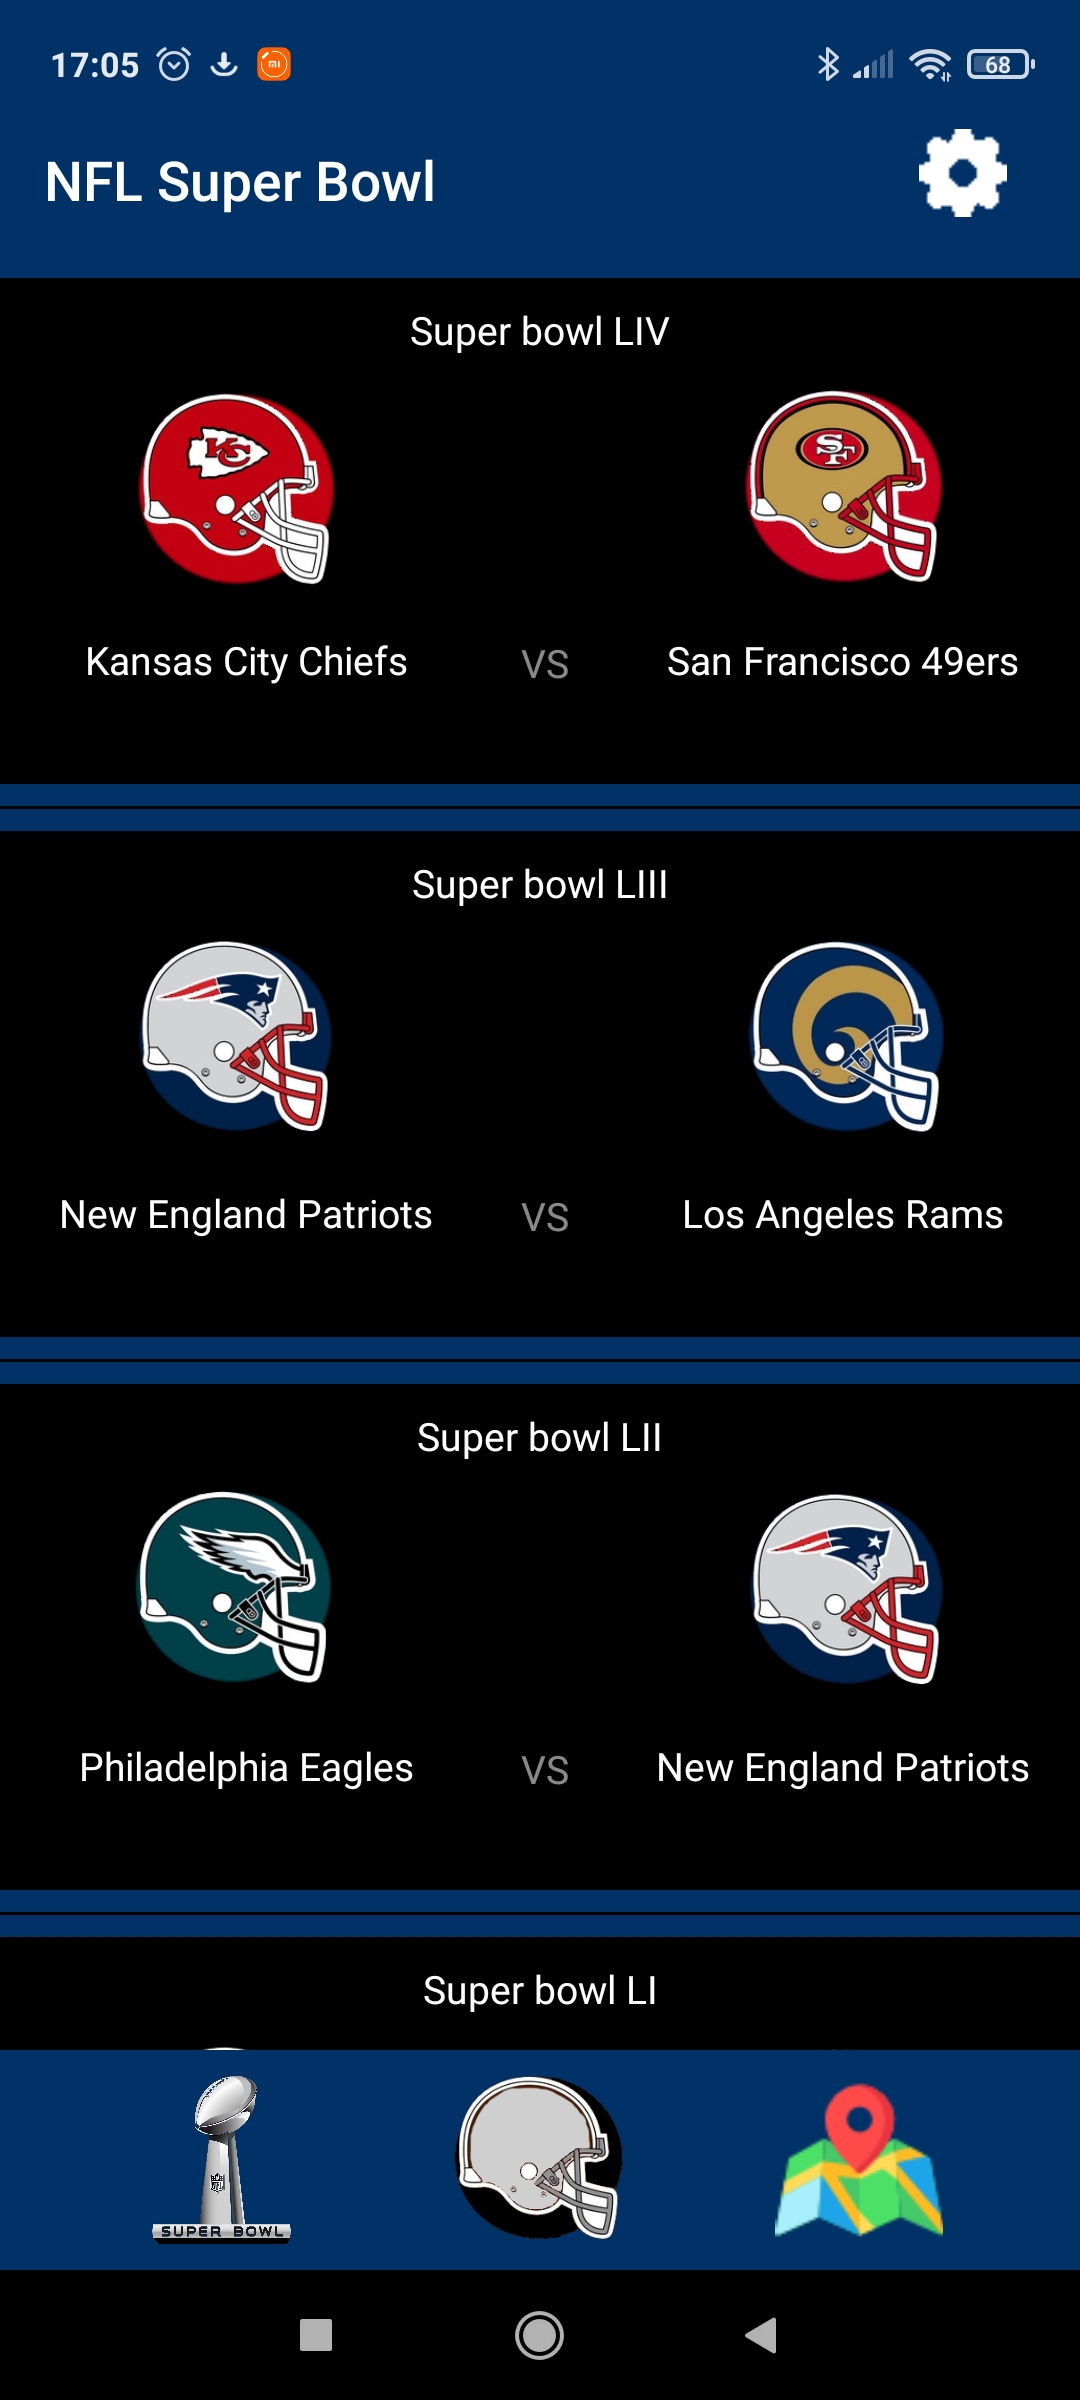 17:05
68
NFL Super Bowl
Super bowl LIV
KC
SF
Kansas City Chiefs
VS
San Francisco 49ers
Super bowl LIII
New England Patriots
VS
Los Angeles Rams
Super bowl LII
Philadelphia Eagles
VS
New England Patriots
Super bowl LI
NFL
SUPER BOWL